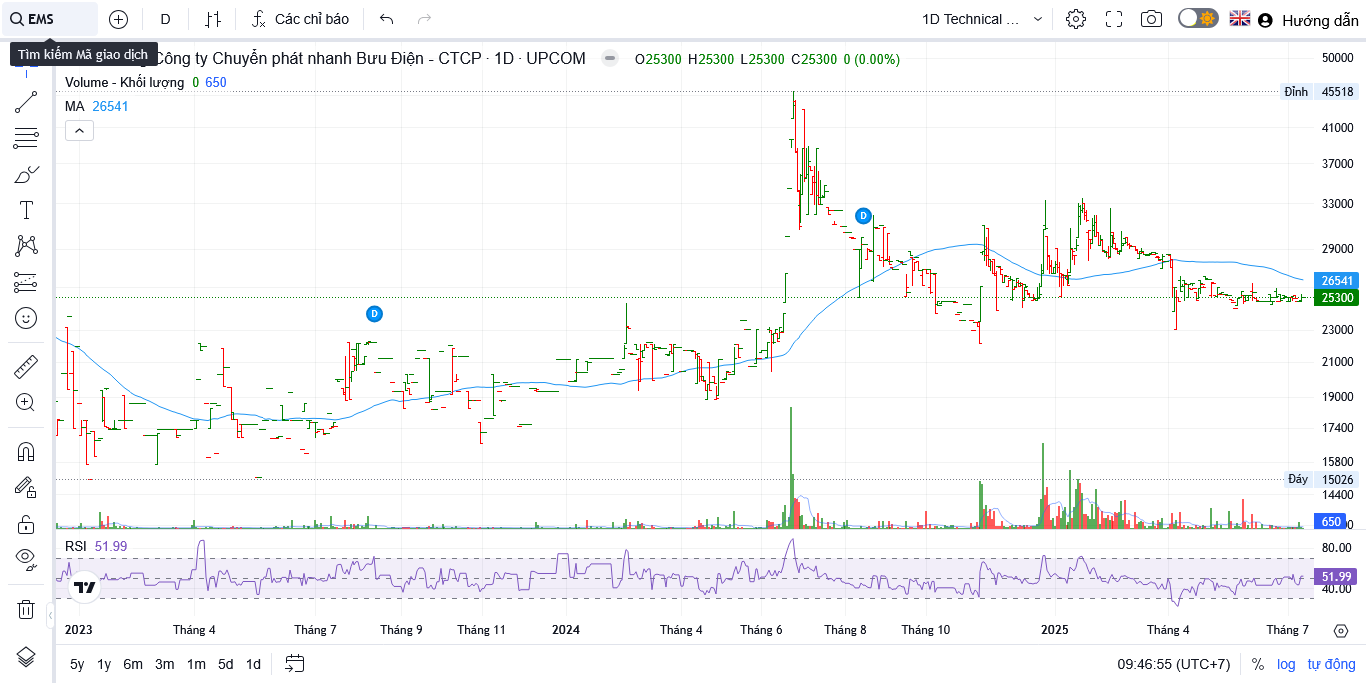 EMS D Các chỉ báo 1D Technical ... Hướng dẫn
Tìm kiếm Mã giao dịch
Công ty Chuyển phát nhanh Bưu Điện - CTCP · 1D · UPCOM O25300 H25300 L25300 C25300 0 (0.00%)
Volume - Khối lượng 0 650
MA 26541
50000
Đỉnh 45518
41000
37000
33000
29000
26541
25300
23000
21000
19000
17400
15800
Đáy 15026
14400
650
D
D
RSI 51.99
80.00
51.99
40.00
2023 Tháng 4 Tháng 7 Tháng 9 Tháng 11 2024 Tháng 4 Tháng 6 Tháng 8 Tháng 10 2025 Tháng 4 Tháng 7
5y 1y 6m 3m 1m 5d 1d 09:46:55 (UTC+7) % log tự động